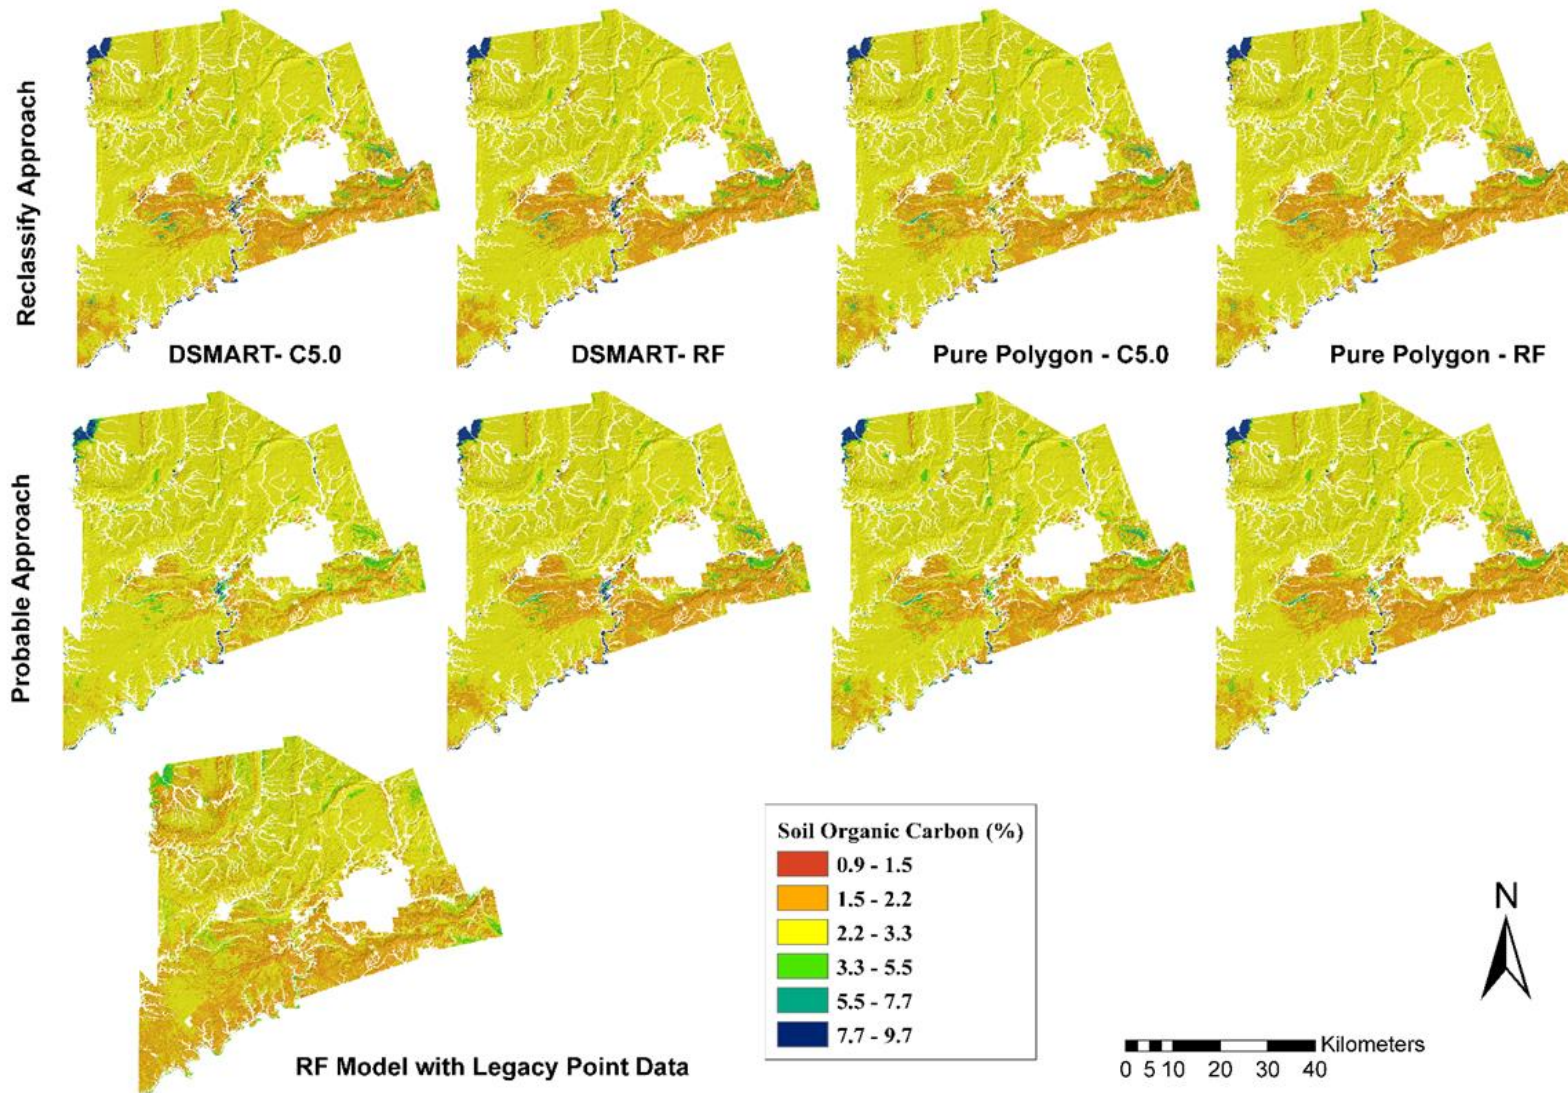 Reclassify Approach
DSMART- C5.0
DSMART- RF
Pure Polygon - C5.0
Pure Polygon - RF
Probable Approach
RF Model with Legacy Point Data
Soil Organic Carbon (%)
0.9 - 1.5
1.5 - 2.2
2.2 - 3.3
3.3 - 5.5
5.5 - 7.7
7.7 - 9.7
N
Kilometers
0 5 10 20 30 40